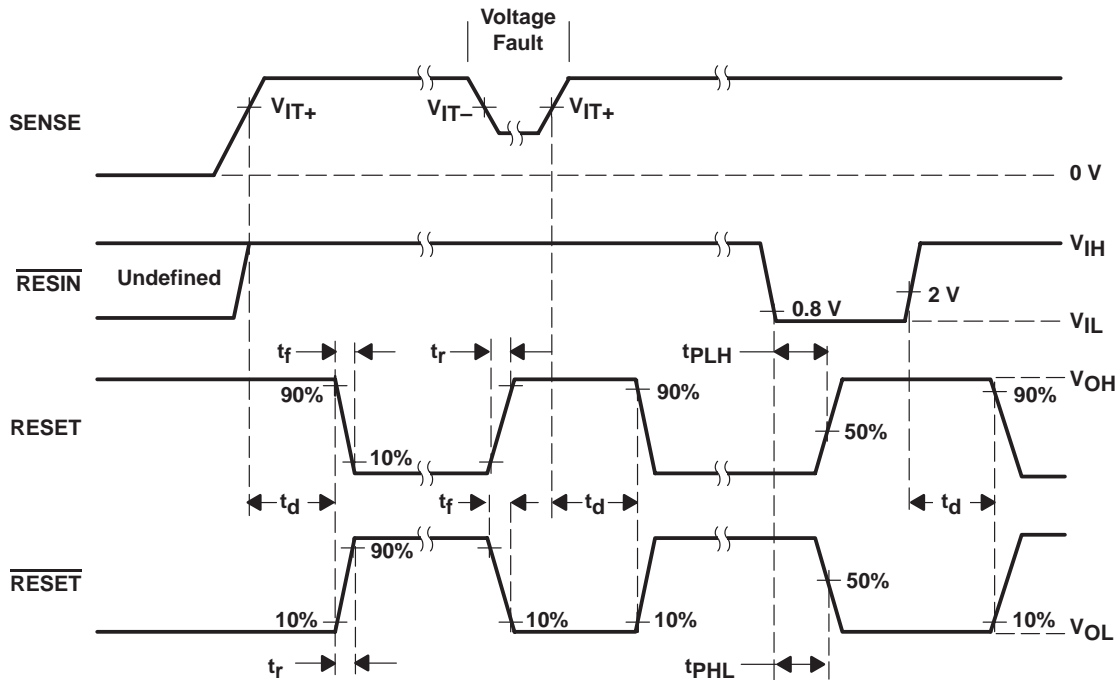 Voltage
Fault
VIT+ VIT– VIT+
SENSE
0 V
VIH
Undefined
RESIN
2 V
0.8 V
VIL
tf tr tPLH
VOH
90% 90% 90%
RESET
50%
10%
td tf td td
90%
50%
RESET
10% 10% 10% 10%
VOL
tr tPHL